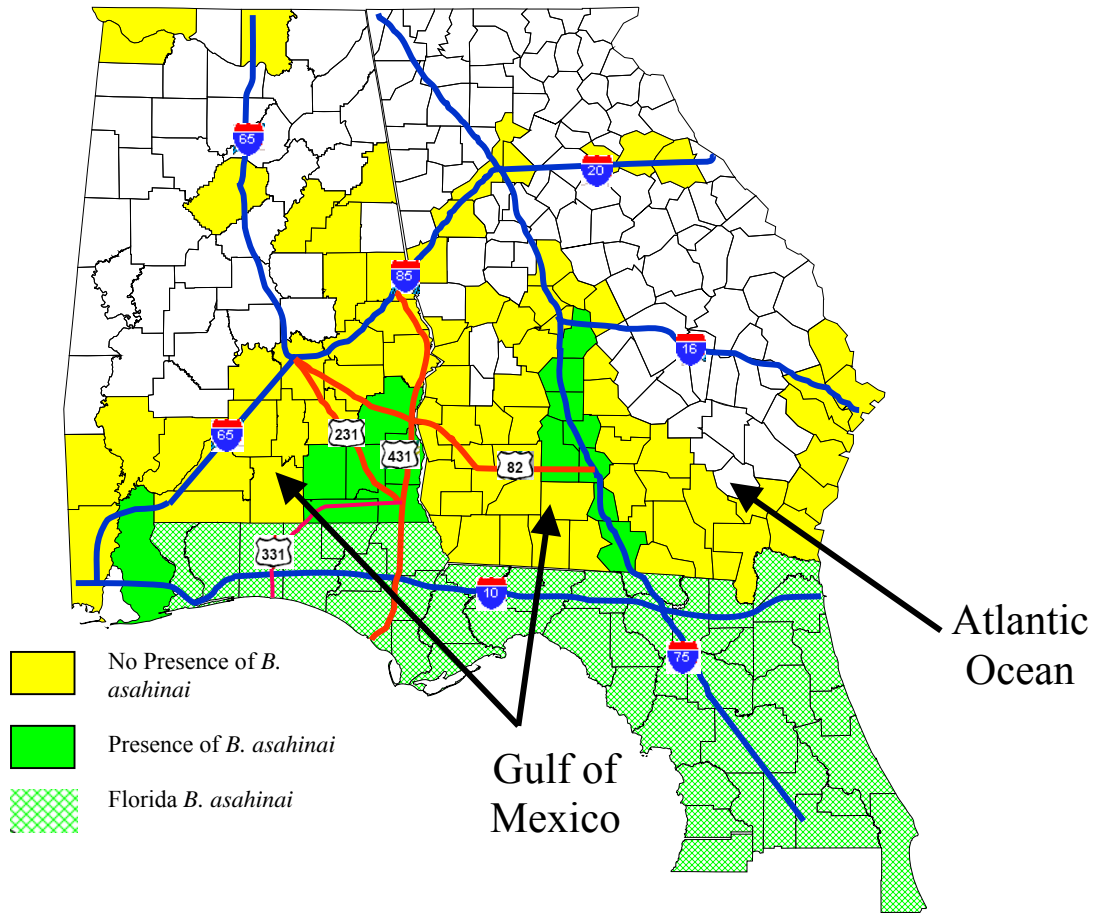 65
20
85
16
65
231
431
82
331
10
75
Atlantic
Ocean
Gulf of
Mexico
No Presence of B.
asahinai
Presence of B. asahinai
Florida B. asahinai